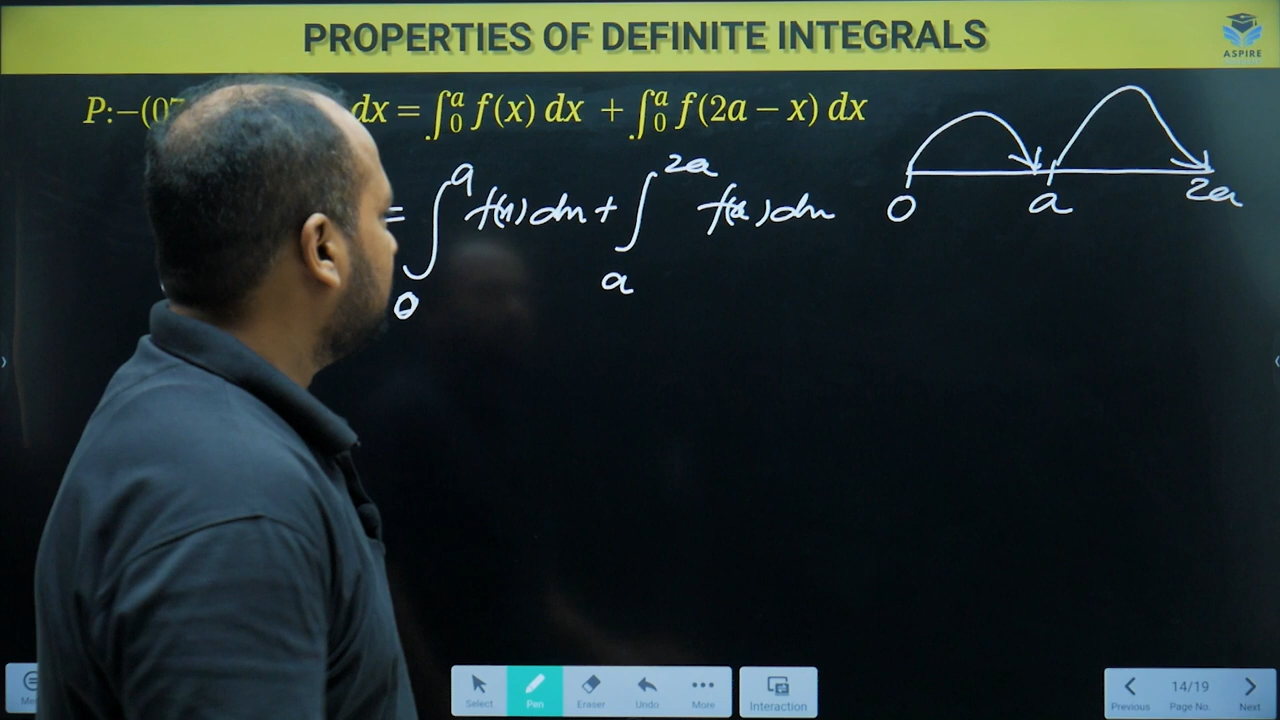 PROPERTIES OF DEFINITE INTEGRALS
ASPIRE
P:−(07 dx = ∫₀ᵃ f(x) dx + ∫₀ᵃ f(2a − x) dx
= ∫₀ᵃ f(x) dx + ∫ₐ²ᵃ f(x) dx
0 a 2a
Select Pen Eraser Undo More Interaction
Previous 14/19 Page No. Next